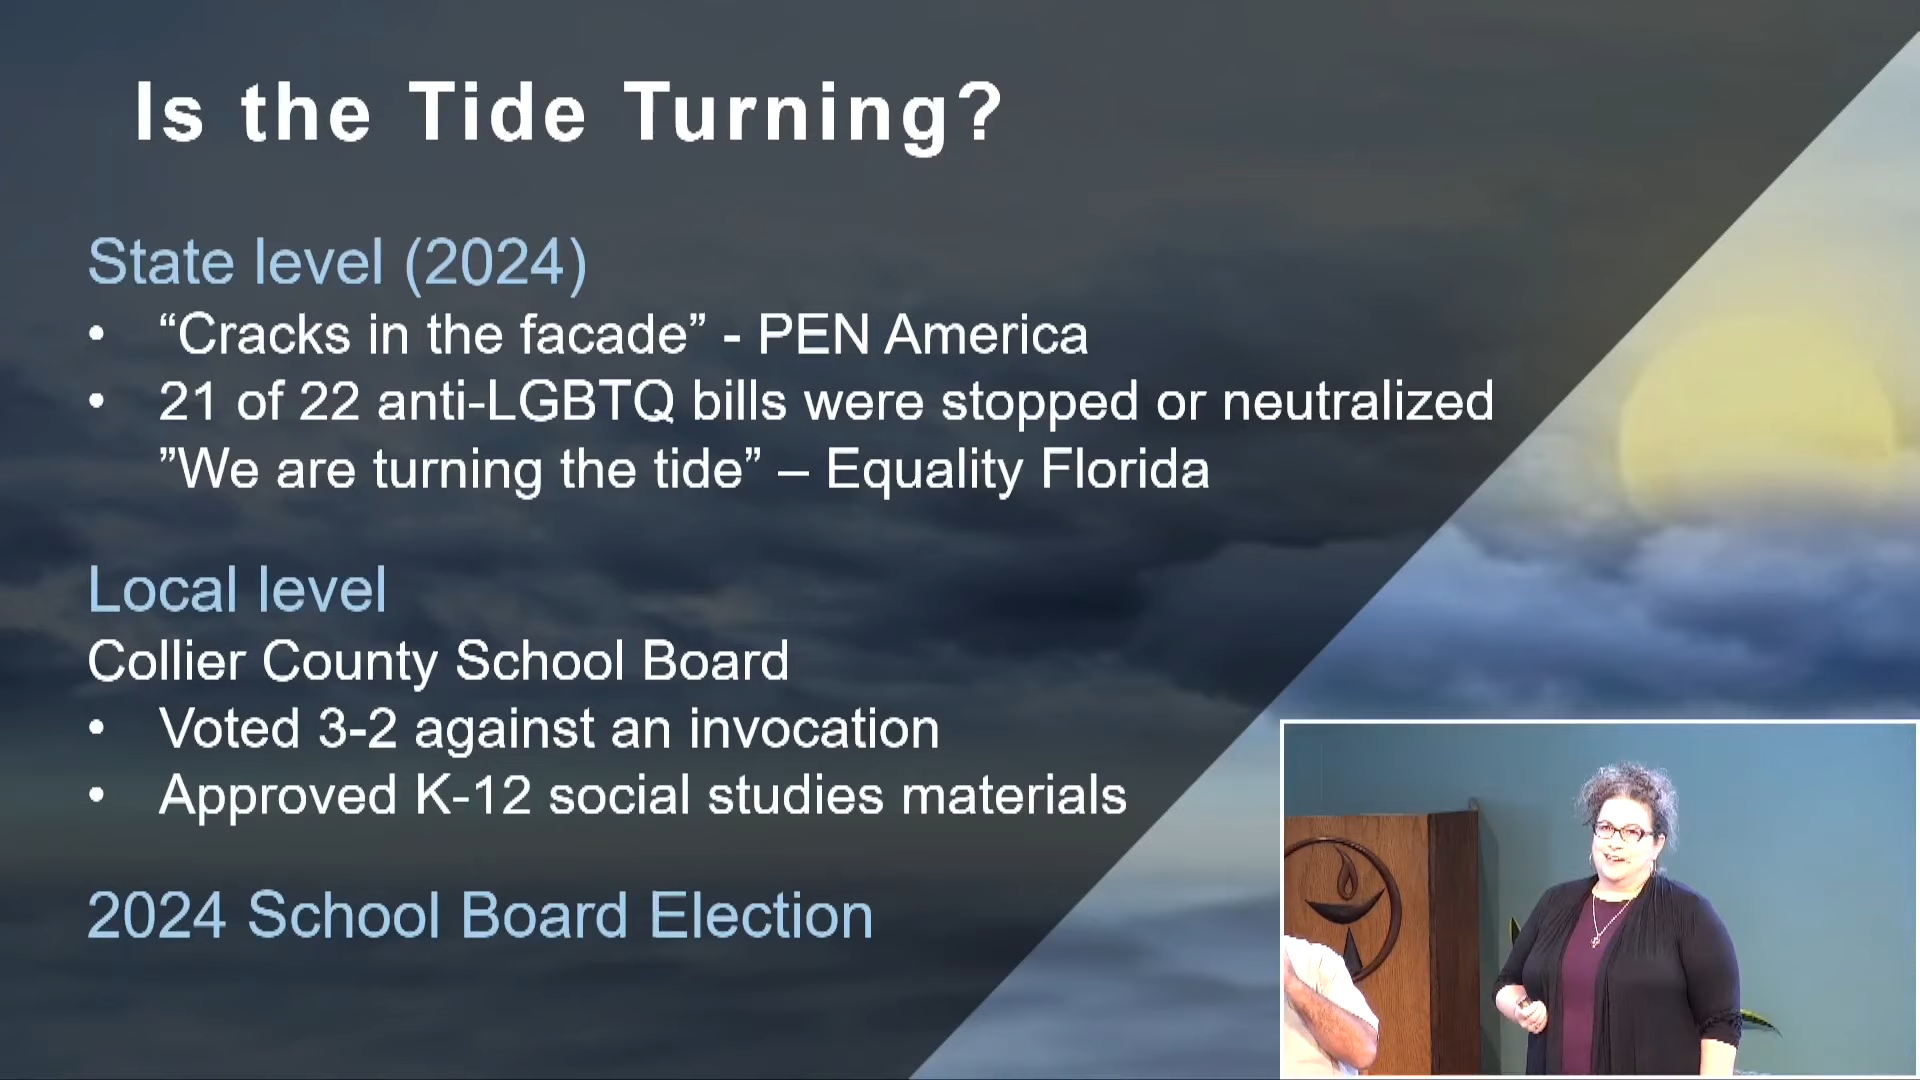 Is the Tide Turning?
State level (2024)
• “Cracks in the facade” - PEN America
• 21 of 22 anti-LGBTQ bills were stopped or neutralized
”We are turning the tide” – Equality Florida
Local level
Collier County School Board
• Voted 3-2 against an invocation
• Approved K-12 social studies materials
2024 School Board Election